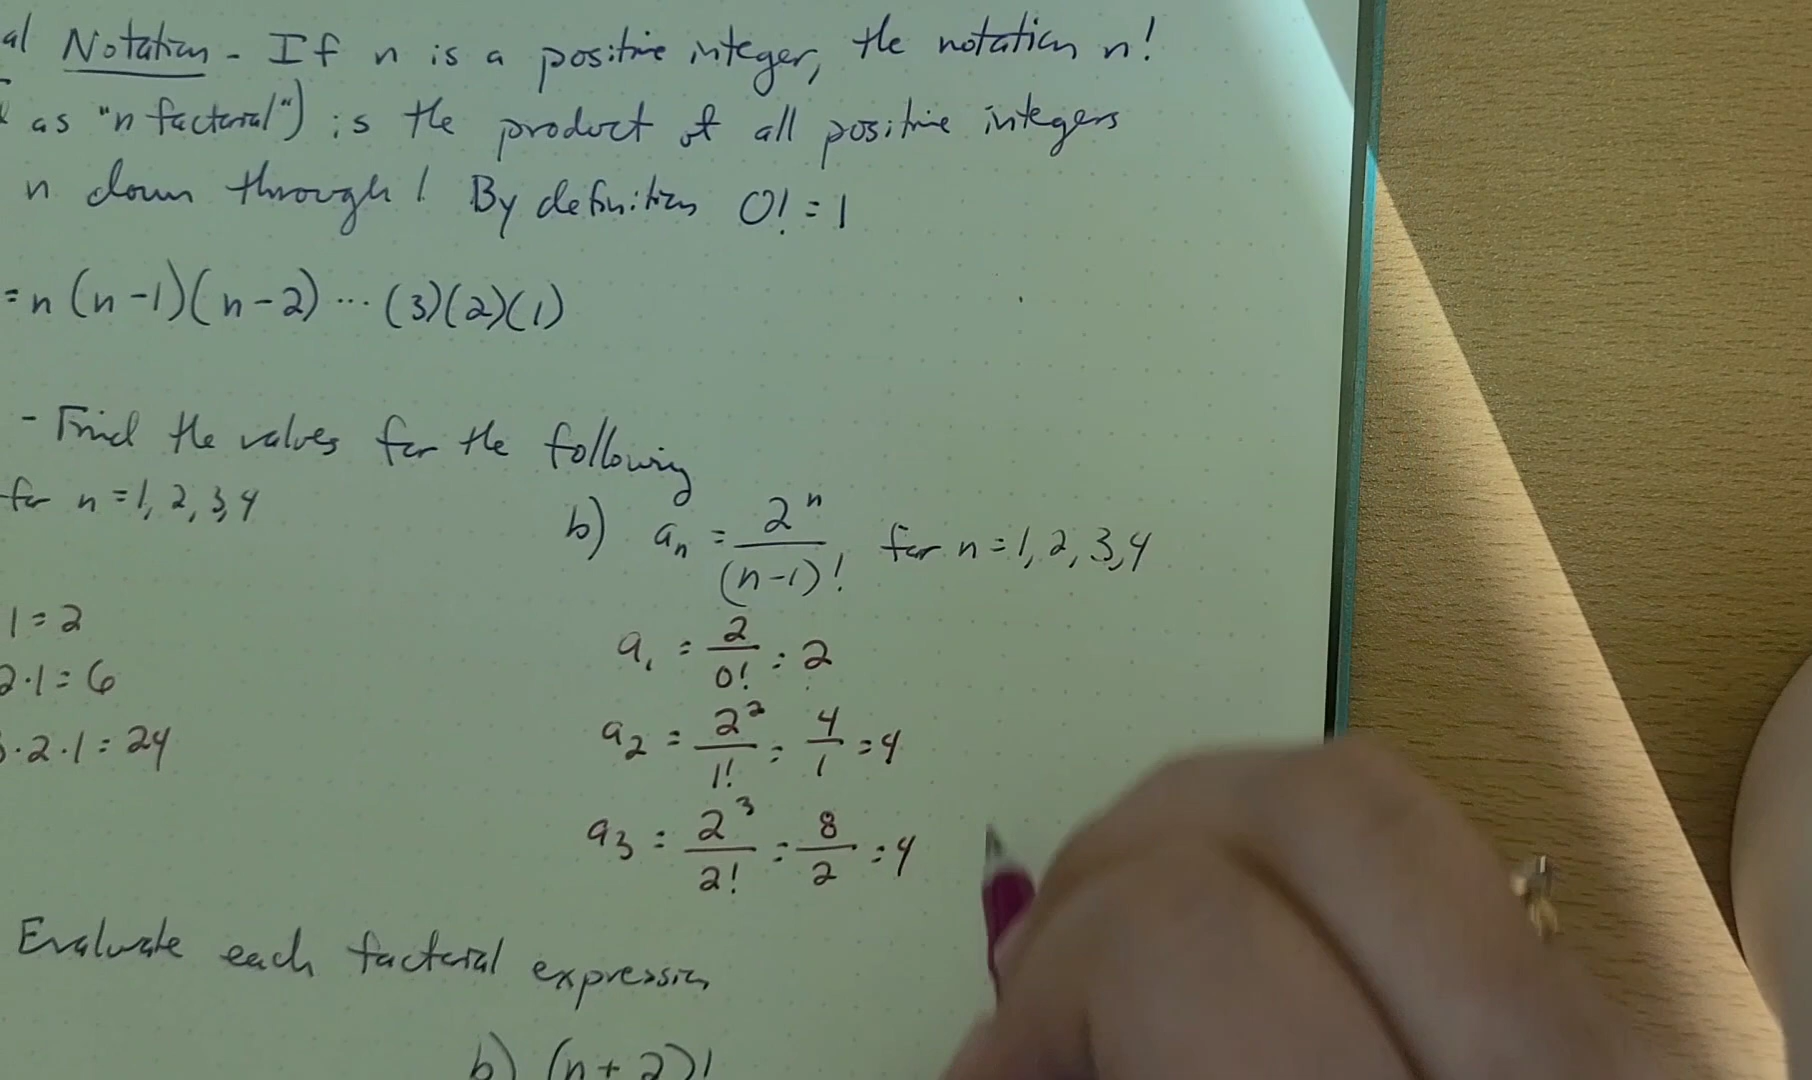 al Notation - If n is a positive integer, the notation n!
as "n factorial") is the product of all positive integers
n down through 1 By definition 0! = 1
= n (n-1)(n-2) ... (3)(2)(1)
- Find the values for the following
for n = 1, 2, 3, 4
b) aₙ = 2ⁿ/(n-1)! for n = 1, 2, 3, 4
1 = 2
2·1 = 6
·2·1 = 24
a₁ = 2/0! = 2
a₂ = 2²/1! = 4/1 = 4
a₃ = 2³/2! = 8/2 = 4
Evaluate each factorial expression
b) (n+2)!